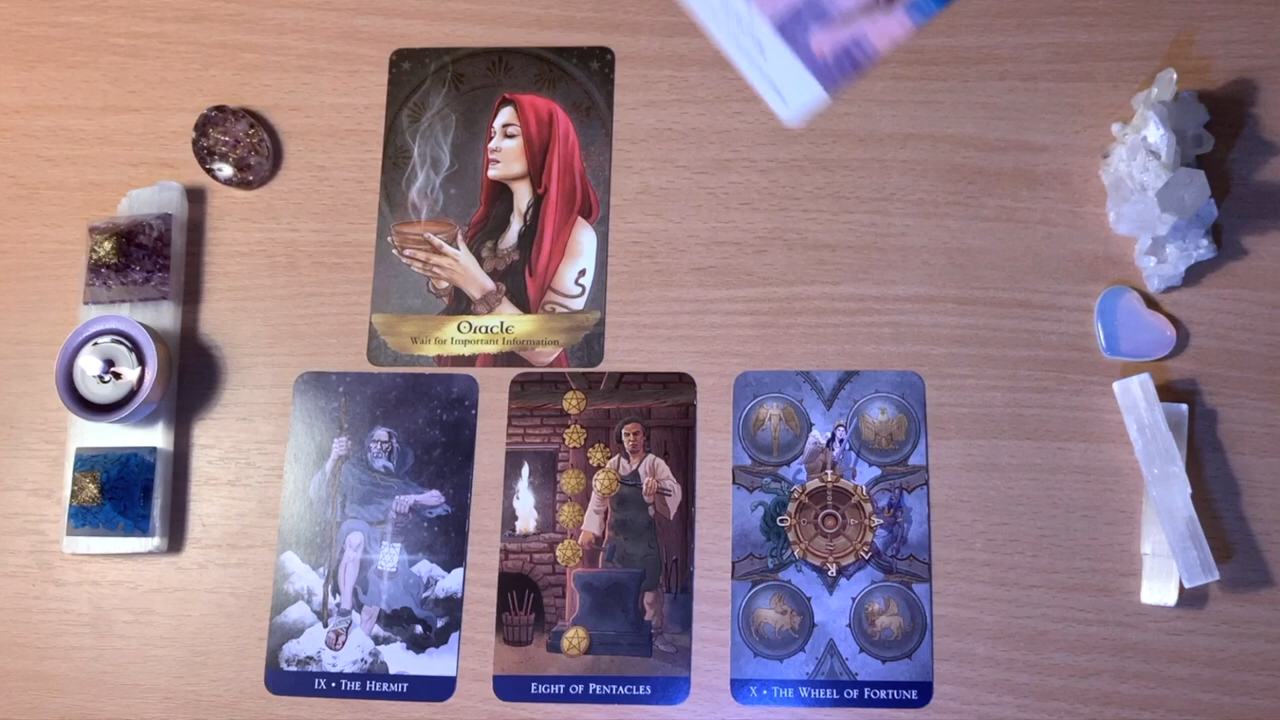 Oracle
Wait for Important Information
IX • The Hermit
Eight of Pentacles
X • The Wheel of Fortune